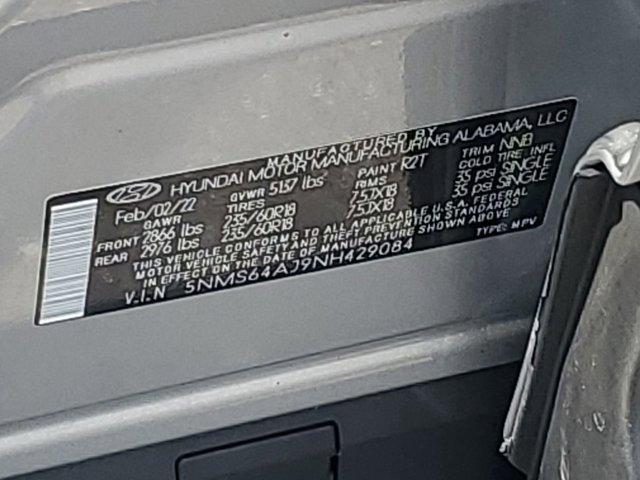 MANUFACTURED BY
HYUNDAI MOTOR MANUFACTURING ALABAMA, LLC
Feb/02/22 GVWR 5137 lbs PAINT R2T TRIM NNB
GAWR TIRES RIMS COLD TIRE INFL
FRONT 2866 lbs 235/60R18 7.5JX18 35 psi SINGLE
REAR 2976 lbs 235/60R18 7.5JX18 35 psi SINGLE
THIS VEHICLE CONFORMS TO ALL APPLICABLE U.S.A. FEDERAL
MOTOR VEHICLE SAFETY AND THEFT PREVENTION STANDARDS
IN EFFECT ON THE DATE OF MANUFACTURE SHOWN ABOVE
V.I.N 5NMS64AJ9NH429084 TYPE: MPV